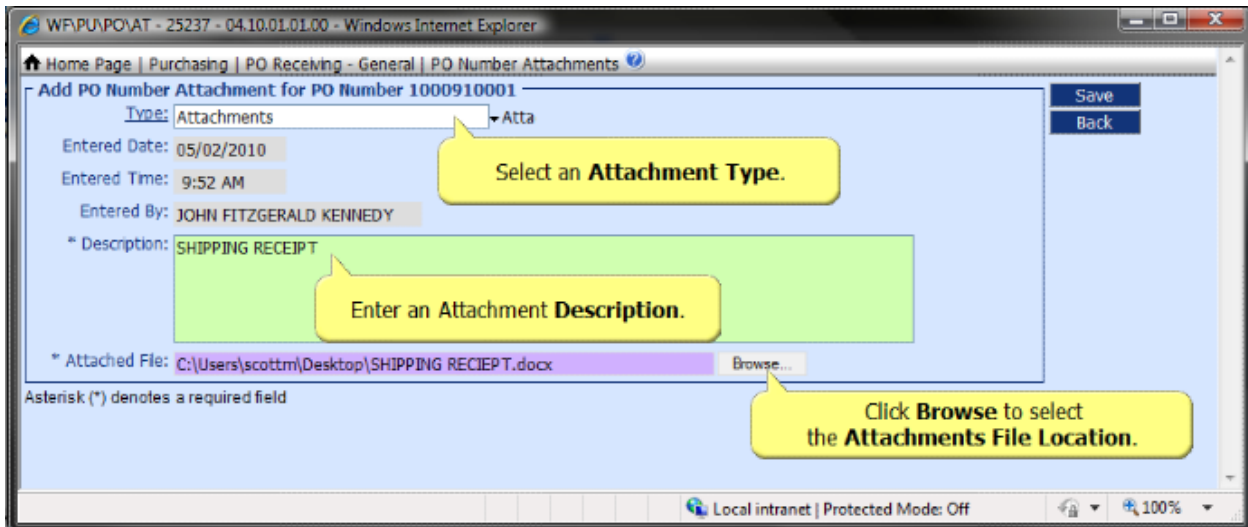 WF\PU\PO\AT - 25237 - 04.10.01.01.00 - Windows Internet Explorer
Home Page | Purchasing | PO Receiving - General | PO Number Attachments
Add PO Number Attachment for PO Number 1000910001
Save
Type: Attachments Atta
Back
Entered Date: 05/02/2010
Select an Attachment Type.
Entered Time: 9:52 AM
Entered By: JOHN FITZGERALD KENNEDY
* Description: SHIPPING RECEIPT
Enter an Attachment Description.
* Attached File: C:\Users\scottm\Desktop\SHIPPING RECIEPT.docx Browse...
Asterisk (*) denotes a required field
Click Browse to select
the Attachments File Location.
Local intranet | Protected Mode: Off 100%